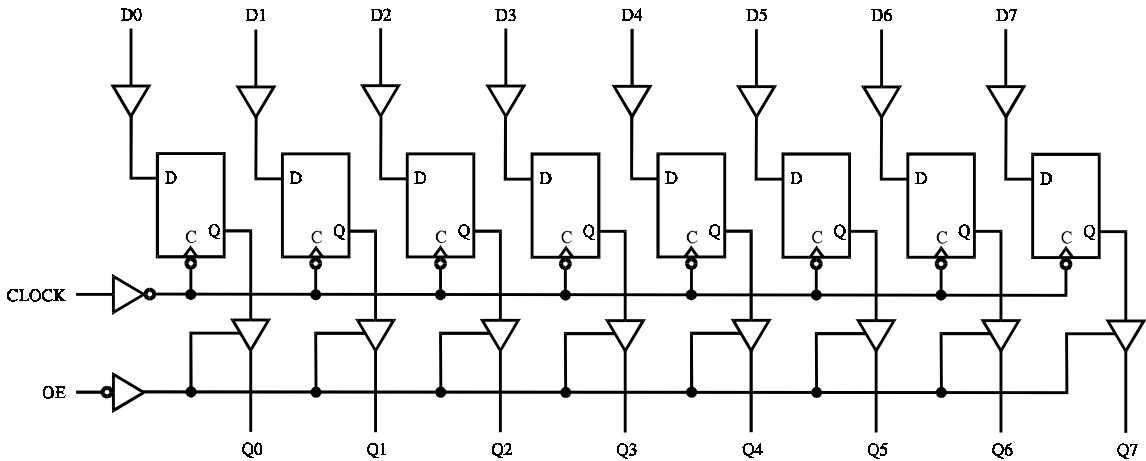 D0 D1 D2 D3 D4 D5 D6 D7
D D D D D D D D
Q Q Q Q Q Q Q Q
C C C C C C C C
CLOCK
OE
Q0 Q1 Q2 Q3 Q4 Q5 Q6 Q7